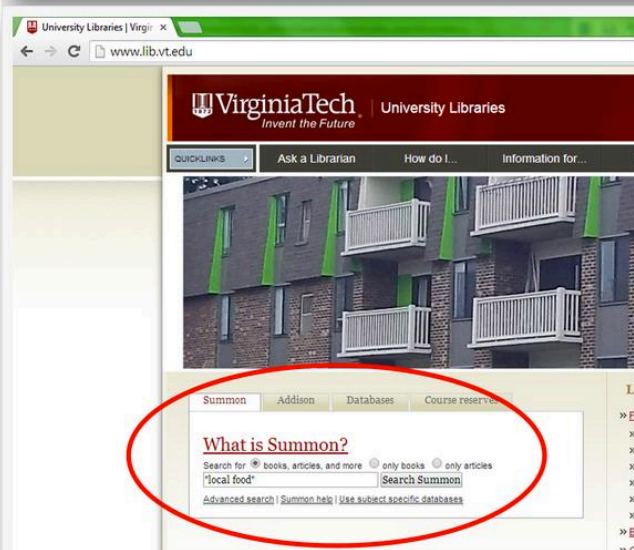 University Libraries | Virgir
www.lib.vt.edu
VirginiaTech University Libraries
1872
Invent the Future
QUICKLINKS Ask a Librarian How do I... Information for...
Summon Addison Databases Course reserves
What is Summon?
Search for books, articles, and more only books only articles
"local food" Search Summon
Advanced search | Summon help | Use subject specific databases